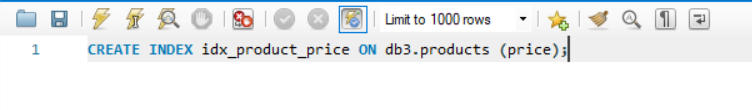 Limit to 1000 rows
1 CREATE INDEX idx_product_price ON db3.products (price);